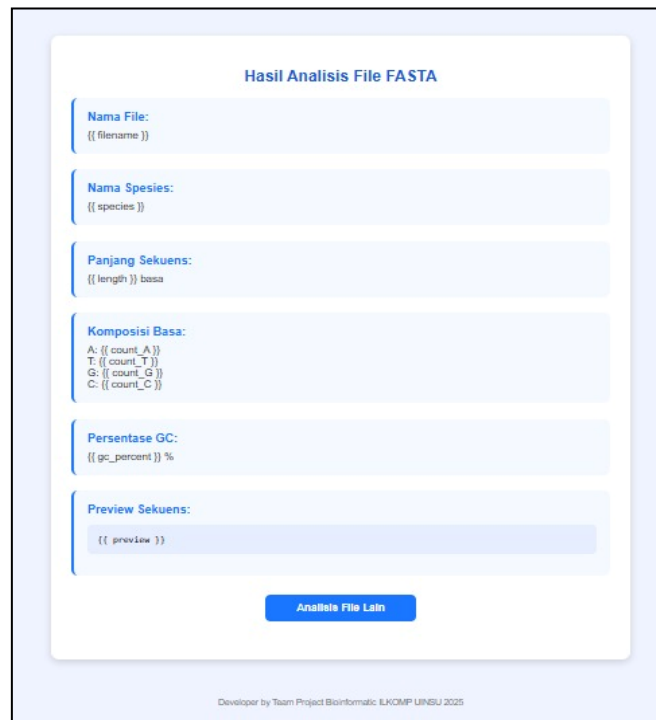 Hasil Analisis File FASTA
Nama File:
{{ filename }}
Nama Spesies:
{{ species }}
Panjang Sekuens:
{{ length }} basa
Komposisi Basa:
A: {{ count_A }}
T: {{ count_T }}
G: {{ count_G }}
C: {{ count_C }}
Persentase GC:
{{ gc_percent }} %
Preview Sekuens:
{{ preview }}
Analisis File Lain
Developer by Team Project Bioinformatic ILKOMP UINSU 2025